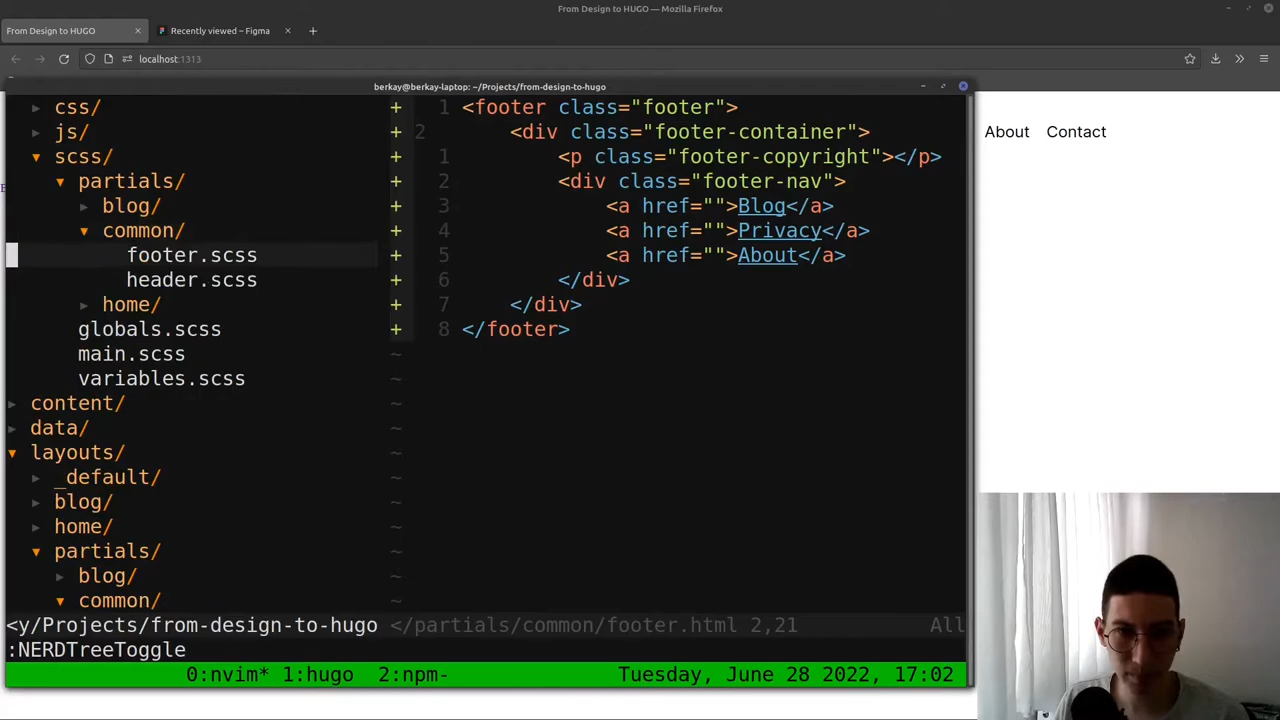 From Design to HUGO — Mozilla Firefox
From Design to HUGO
Recently viewed – Figma
localhost:1313
berkay@berkay-laptop: ~/Projects/from-design-to-hugo
About Contact
css/
js/
scss/
partials/
blog/
common/
footer.scss
header.scss
home/
globals.scss
main.scss
variables.scss
content/
data/
layouts/
_default/
blog/
home/
partials/
blog/
common/
+ 1 <footer class="footer">
+ 2 <div class="footer-container">
+ 1 <p class="footer-copyright"></p>
+ 2 <div class="footer-nav">
+ 3 <a href="">Blog</a>
+ 4 <a href="">Privacy</a>
+ 5 <a href="">About</a>
+ 6 </div>
+ 7 </div>
+ 8 </footer>
~
~
~
~
~
~
~
~
~
~
~
<y/Projects/from-design-to-hugo </partials/common/footer.html 2,21 All
:NERDTreeToggle
0:nvim* 1:hugo 2:npm- Tuesday, June 28 2022, 17:02